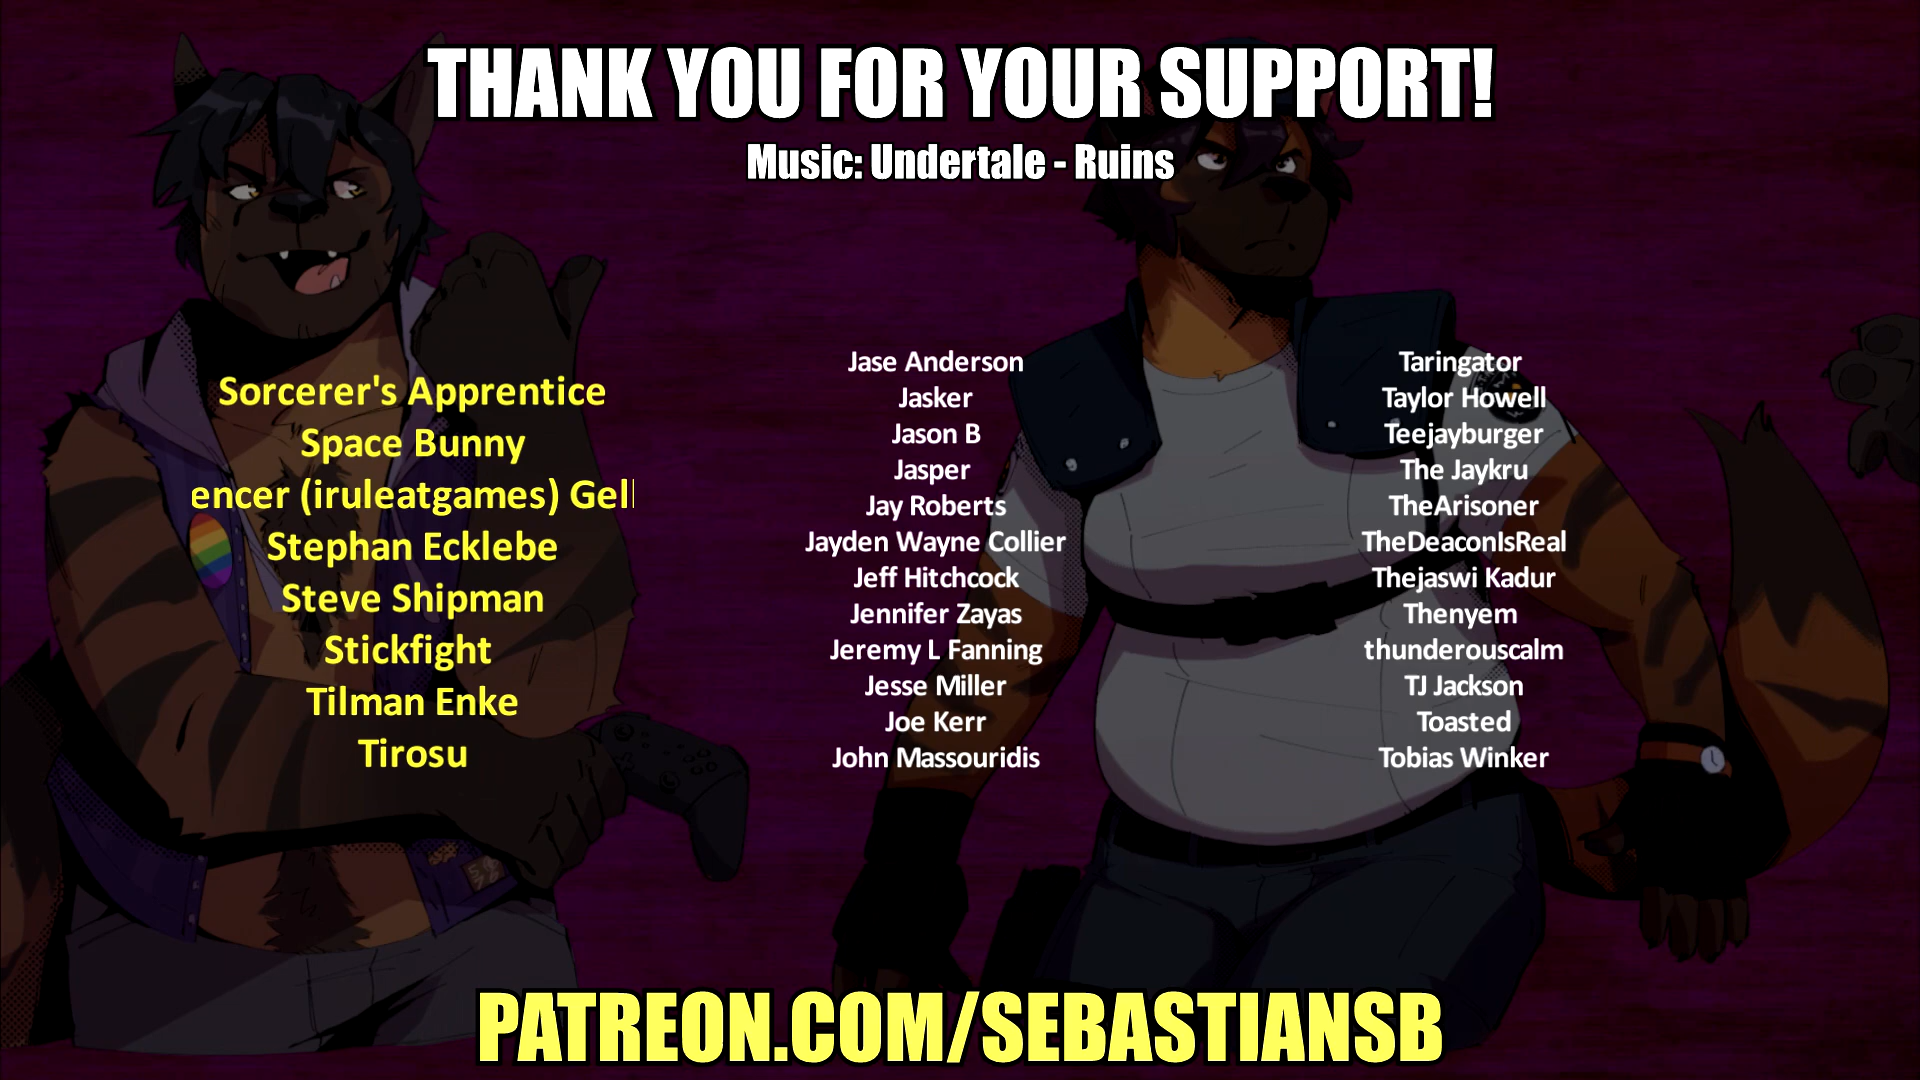 THANK YOU FOR YOUR SUPPORT!
Music: Undertale - Ruins
Sorcerer's Apprentice
Space Bunny
encer (iruleatgames) Gell
Stephan Ecklebe
Steve Shipman
Stickfight
Tilman Enke
Tirosu
Jase Anderson
Jasker
Jason B
Jasper
Jay Roberts
Jayden Wayne Collier
Jeff Hitchcock
Jennifer Zayas
Jeremy L Fanning
Jesse Miller
Joe Kerr
John Massouridis
Taringator
Taylor Howell
Teejayburger
The Jaykru
TheArisoner
TheDeaconIsReal
Thejaswi Kadur
Thenyem
thunderouscalm
TJ Jackson
Toasted
Tobias Winker
PATREON.COM/SEBASTIANSB